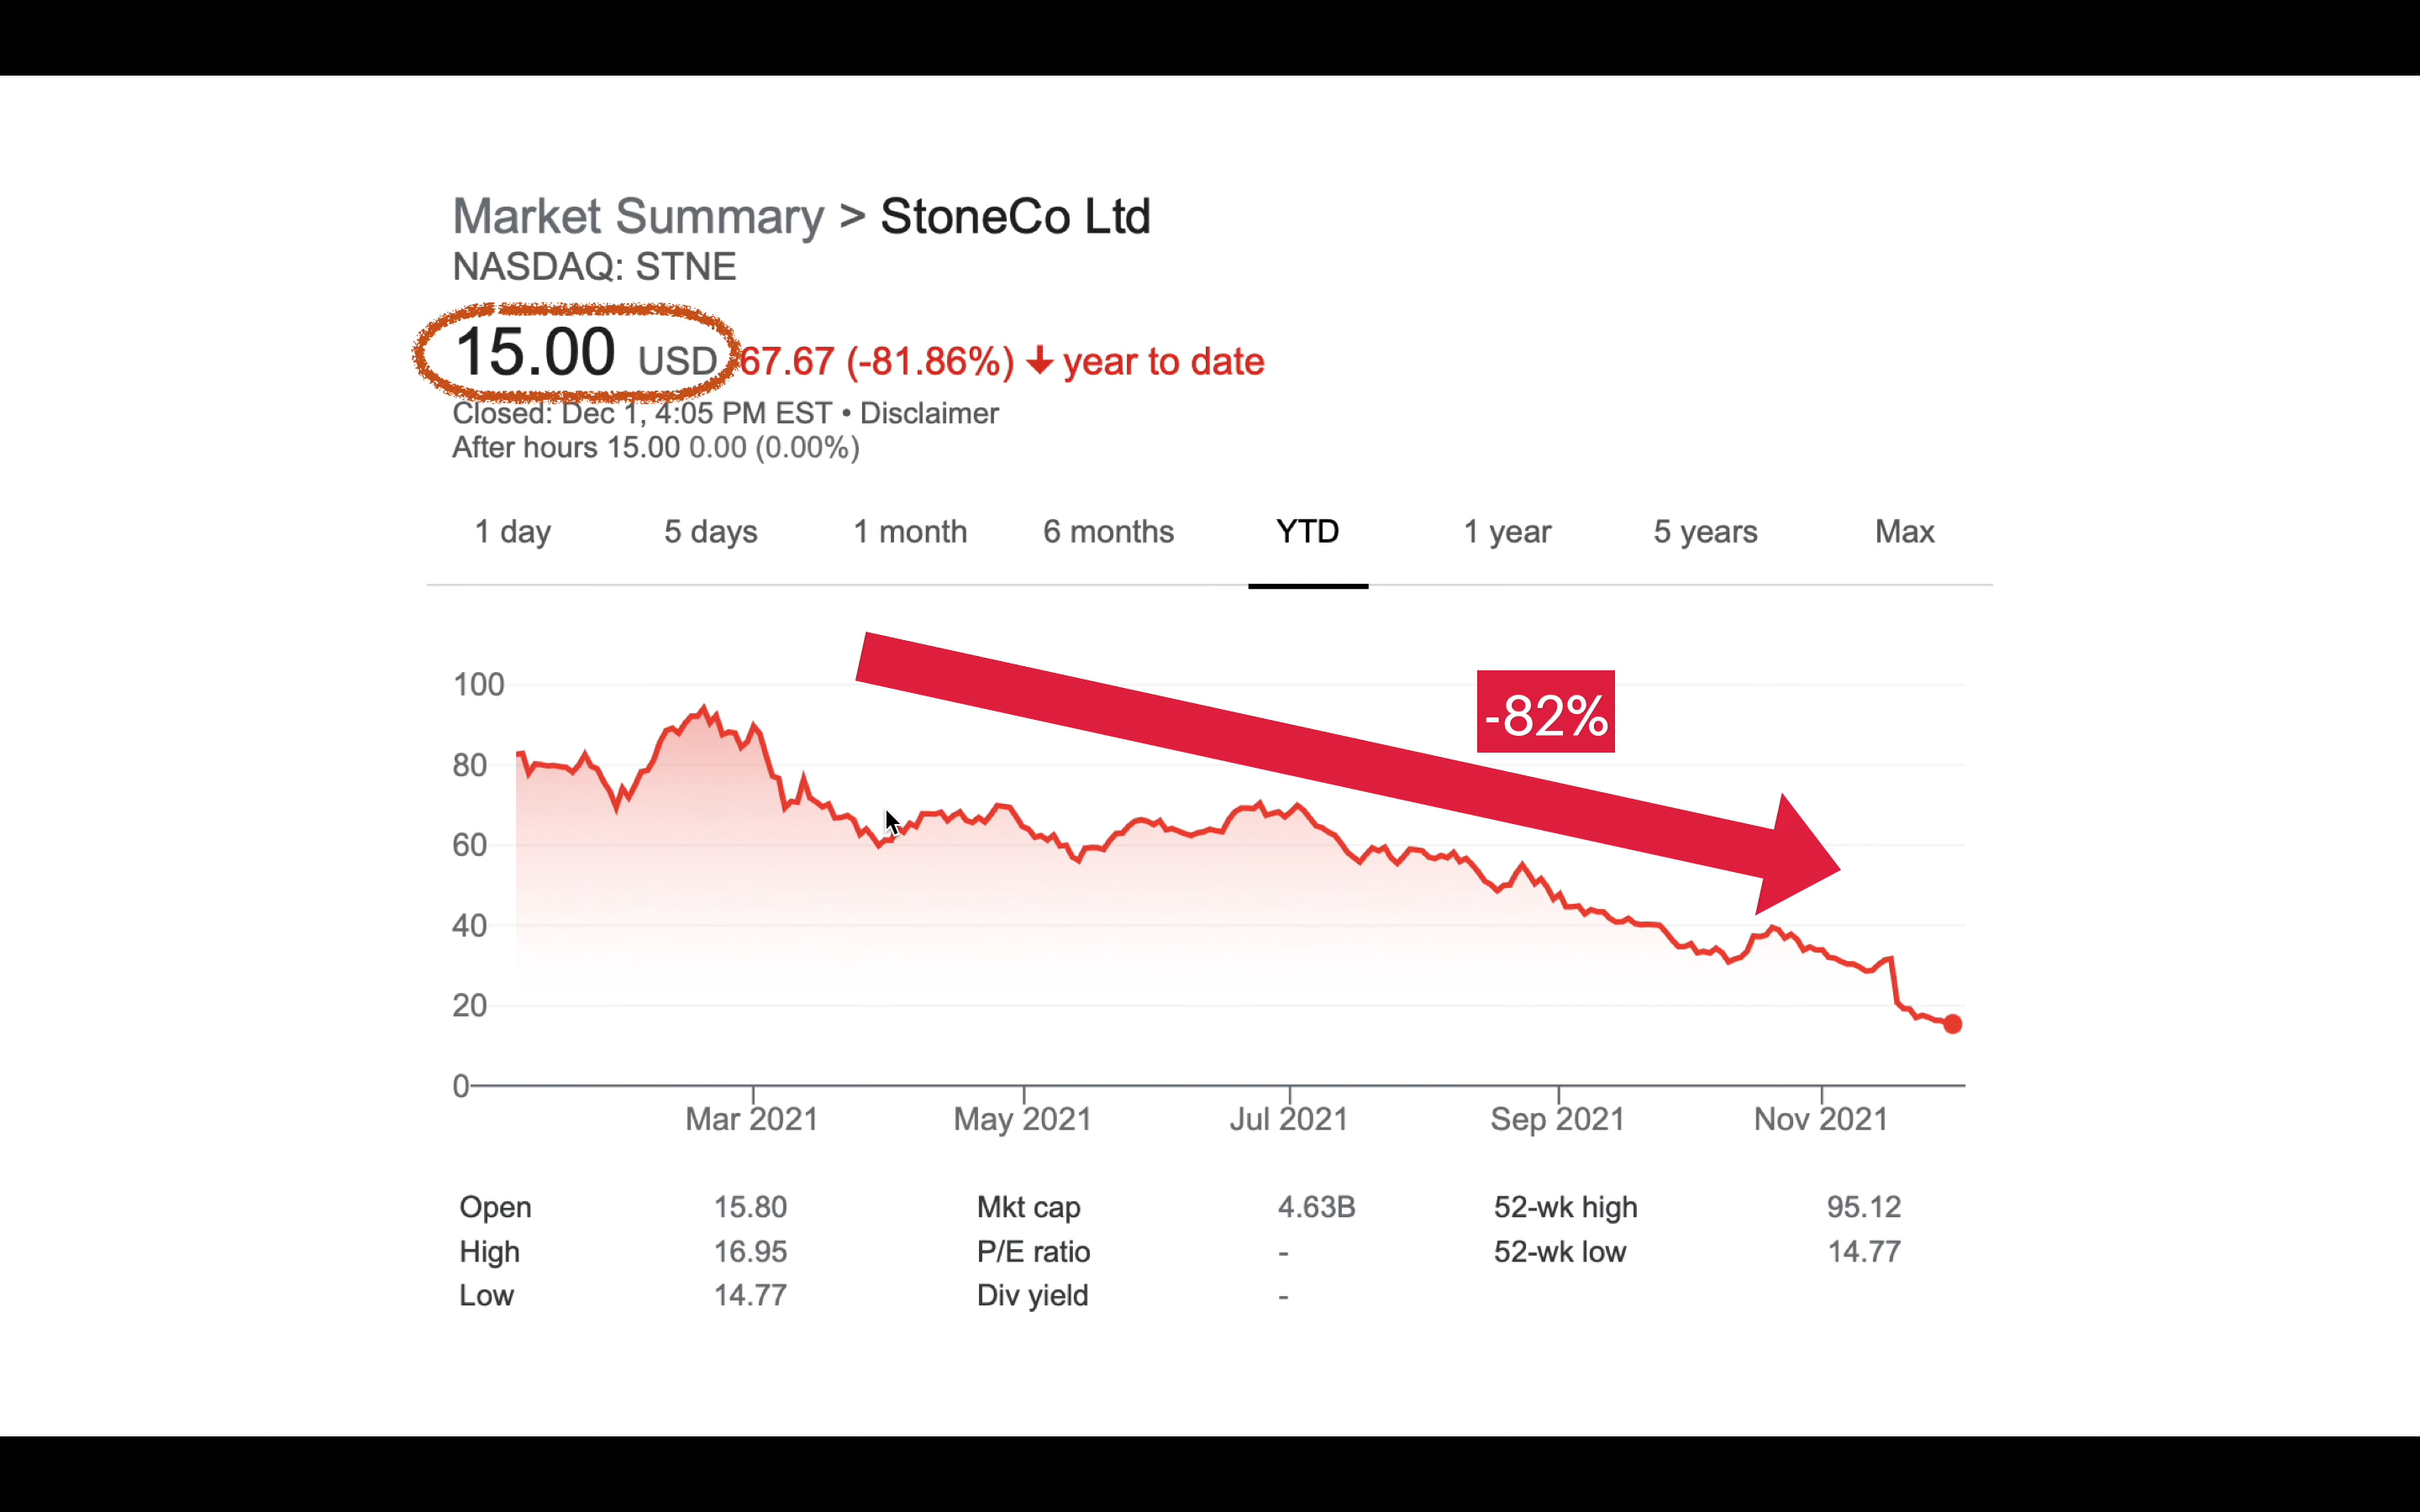 Market Summary > StoneCo Ltd
NASDAQ: STNE
15.00 USD 67.67 (-81.86%) ↓ year to date
Closed: Dec 1, 4:05 PM EST • Disclaimer
After hours 15.00 0.00 (0.00%)
1 day 5 days 1 month 6 months YTD 1 year 5 years Max
-82%
100
80
60
40
20
0
Mar 2021 May 2021 Jul 2021 Sep 2021 Nov 2021
Open 15.80 Mkt cap 4.63B 52-wk high 95.12
High 16.95 P/E ratio - 52-wk low 14.77
Low 14.77 Div yield -